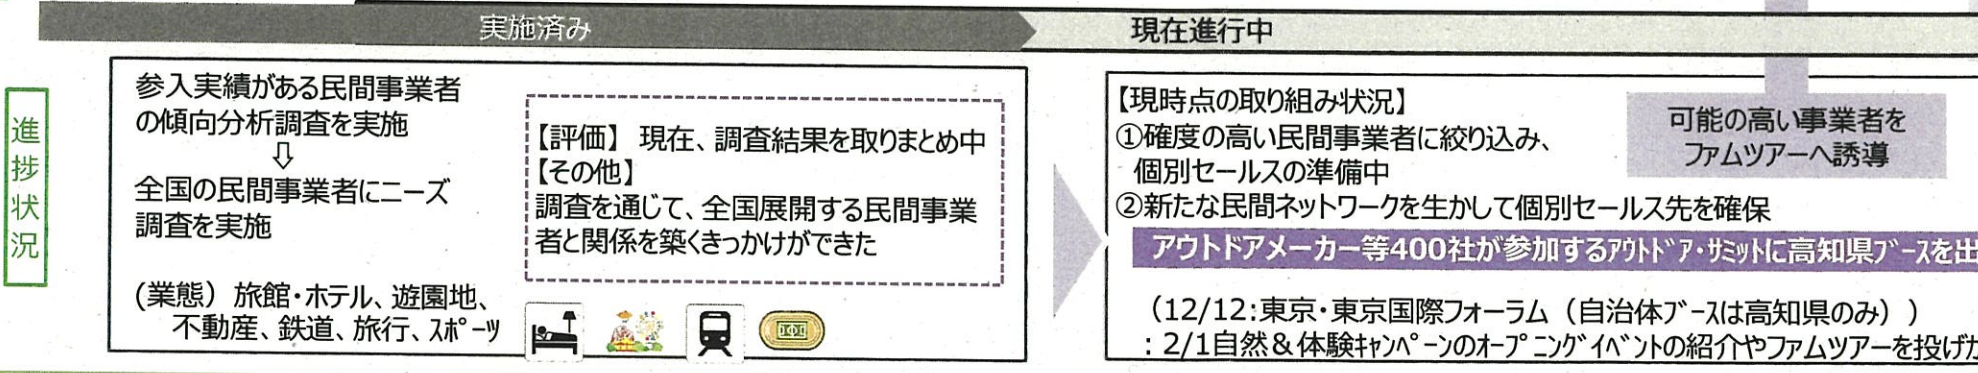 実施済み
現在進行中
進捗状況
参入実績がある民間事業者
の傾向分析調査を実施
⇩
全国の民間事業者にニーズ
調査を実施
(業態）旅館・ホテル、遊園地、
不動産、鉄道、旅行、ｽﾎﾟｰﾂ
【評価】 現在、調査結果を取りまとめ中
【その他】
調査を通じて、全国展開する民間事業
者と関係を築くきっかけができた
【現時点の取り組み状況】
①確度の高い民間事業者に絞り込み、
個別セールスの準備中
②新たな民間ネットワークを生かして個別セールス先を確保
可能の高い事業者を
ファムツアーへ誘導
アウトドアメーカー等400社が参加するｱｳﾄﾄﾞｱ･ｻﾐｯﾄに高知県ﾌﾞｰｽを出
（12/12:東京・東京国際フォーラム（自治体ﾌﾞｰｽは高知県のみ））
：2/1自然＆体験ｷｬﾝﾍﾟｰﾝのｵｰﾌﾟﾆﾝｸﾞｲﾍﾞﾝﾄの紹介やファムツアーを投げか